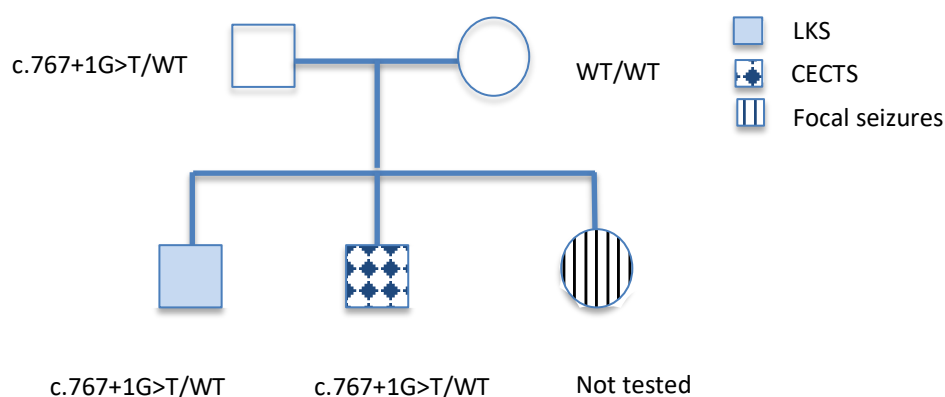 LKS
c.767+1G>T/WT
WT/WT
CECTS
Focal seizures
c.767+1G>T/WT
c.767+1G>T/WT
Not tested